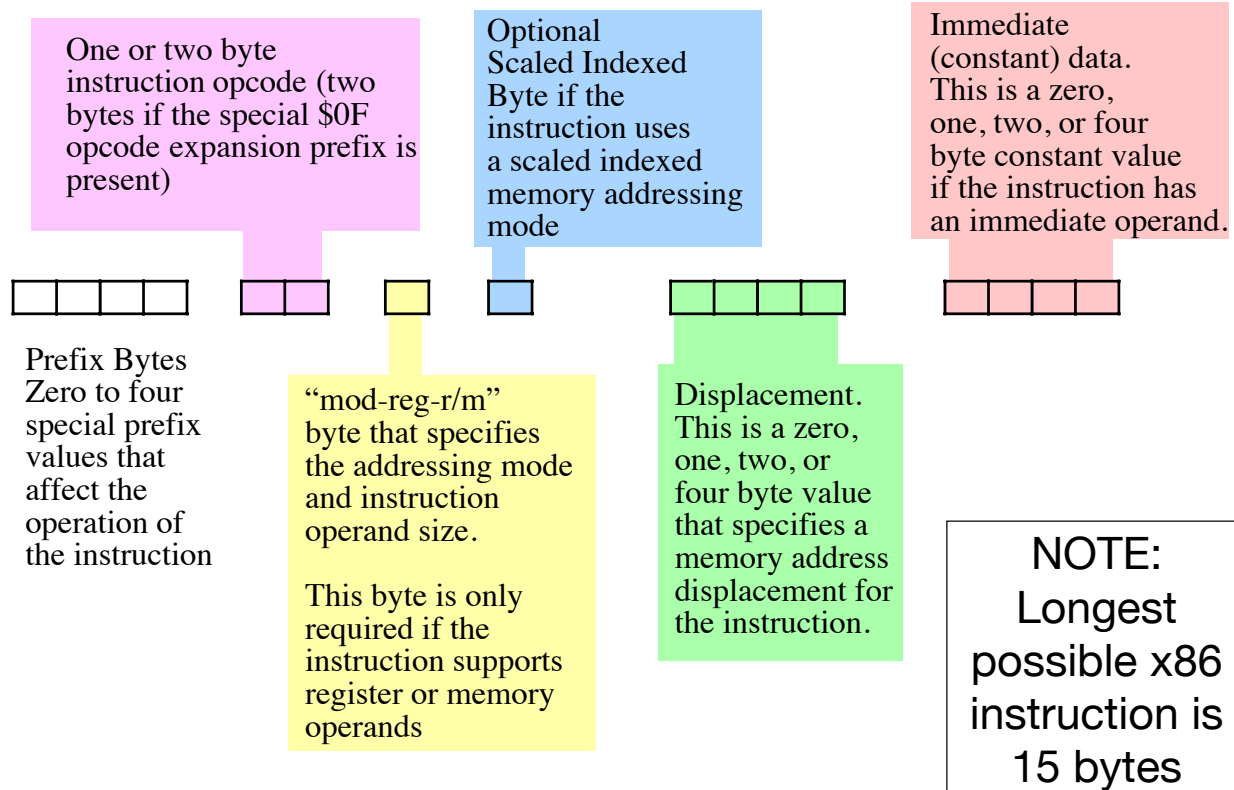 One or two byte
instruction opcode (two
bytes if the special $0F
opcode expansion prefix is
present)
Optional
Scaled Indexed
Byte if the
instruction uses
a scaled indexed
memory addressing
mode
Immediate
(constant) data.
This is a zero,
one, two, or four
byte constant value
if the instruction has
an immediate operand.
Prefix Bytes
Zero to four
special prefix
values that
affect the
operation of
the instruction
“mod-reg-r/m”
byte that specifies
the addressing mode
and instruction
operand size.
This byte is only
required if the
instruction supports
register or memory
operands
Displacement.
This is a zero,
one, two, or
four byte value
that specifies a
memory address
displacement for
the instruction.
NOTE:
Longest
possible x86
instruction is
15 bytes